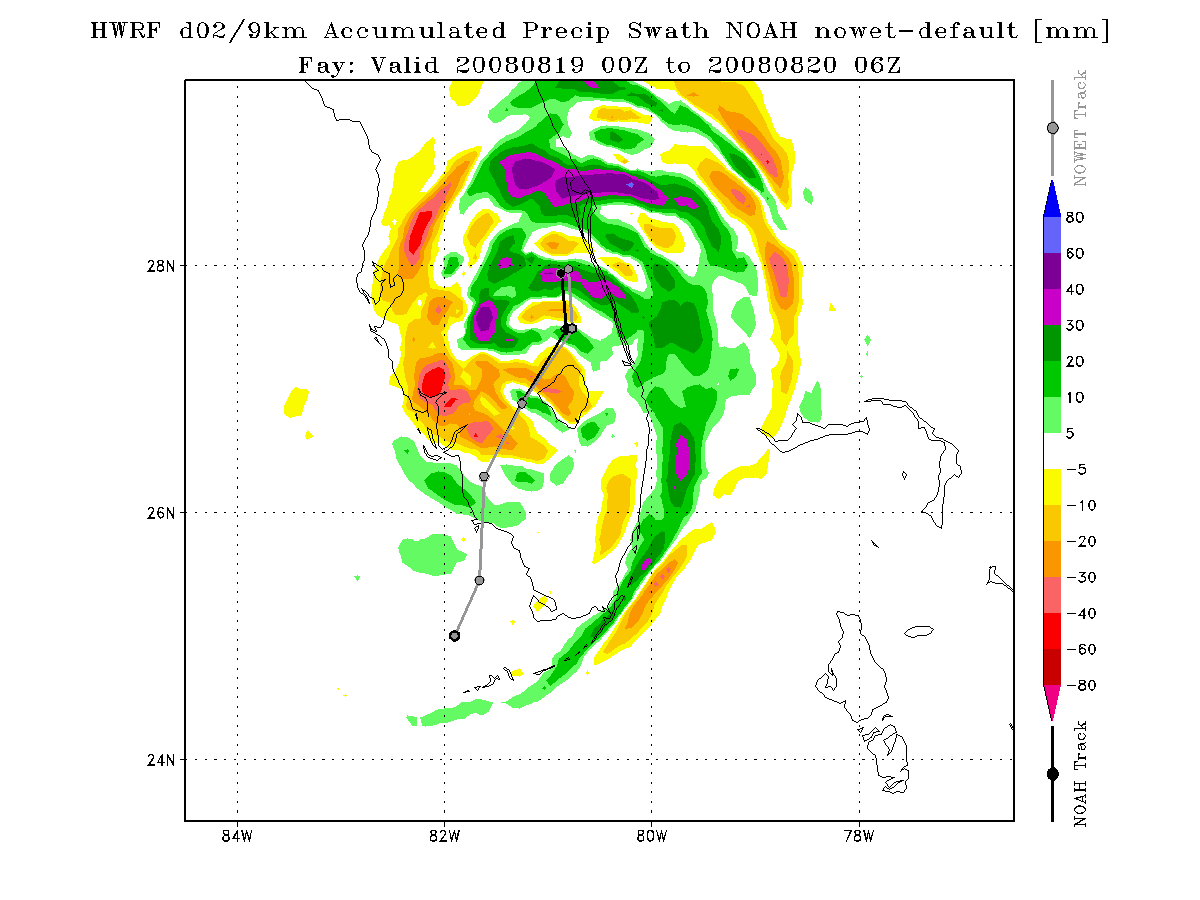 HWRF d02/9km Accumulated Precip Swath NOAH nowet-default [mm]
Fay: Valid 20080819 00Z to 20080820 06Z
NOWET Track
80
60
40
30
20
10
5
-5
-10
-20
-30
-40
-60
-80
NOAH Track
28N
26N
24N
84W
82W
80W
78W